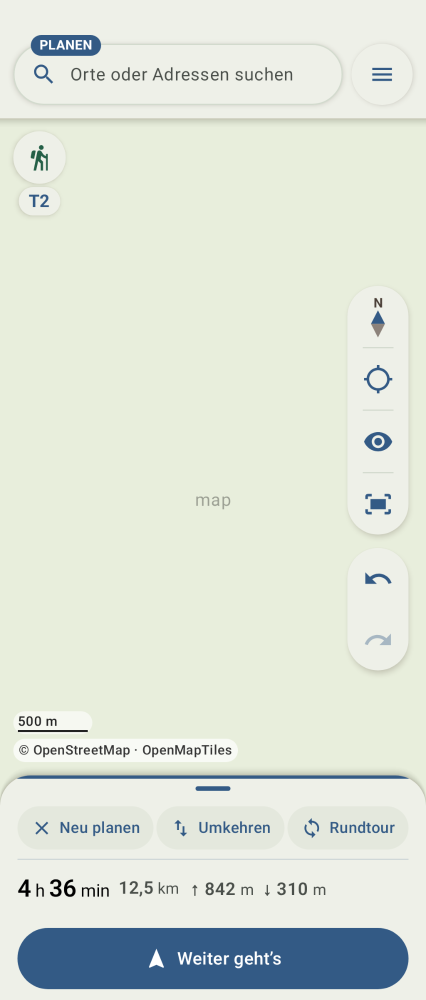 PLANEN
Orte oder Adressen suchen
T2
N
map
500 m
© OpenStreetMap · OpenMapTiles
Neu planen Umkehren Rundtour
4 h 36 min 12,5 km ↑ 842 m ↓ 310 m
Weiter geht's